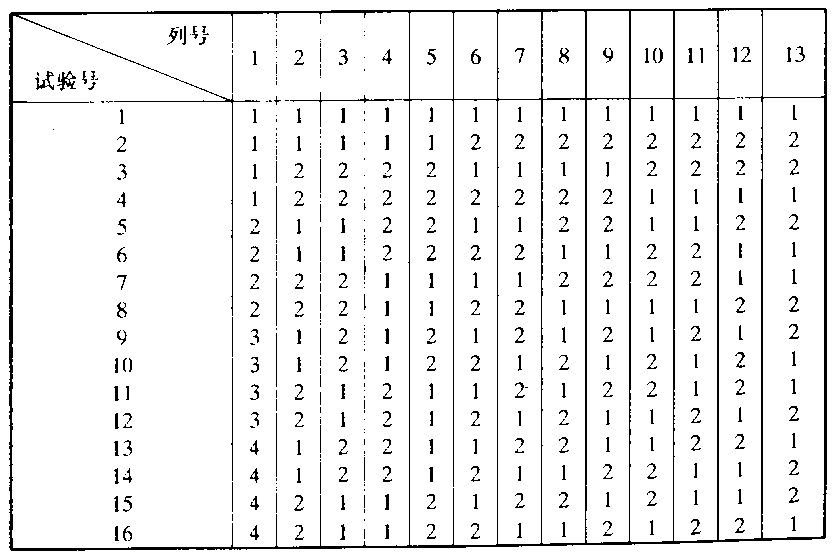 列号
试验号
1 2 3 4 5 6 7 8 9 10 11 12 13
1 1 1 1 1 1 1 1 1 1 1 1 1 1
2 1 1 1 1 1 2 2 2 2 2 2 2 2
3 1 2 2 2 2 1 1 1 1 2 2 2 2
4 1 2 2 2 2 2 2 2 2 1 1 1 1
5 2 1 1 2 2 1 1 2 2 1 1 2 2
6 2 1 1 2 2 2 2 1 1 2 2 1 1
7 2 2 2 1 1 1 1 2 2 2 2 1 1
8 2 2 2 1 1 2 2 1 1 1 1 2 2
9 3 1 2 1 2 1 2 1 2 1 2 1 2
10 3 1 2 1 2 2 1 2 1 2 1 2 1
11 3 2 1 2 1 1 2 1 2 2 1 2 1
12 3 2 1 2 1 2 1 2 1 1 2 1 2
13 4 1 2 2 1 1 2 2 1 1 2 2 1
14 4 1 2 2 1 2 1 1 2 2 1 1 2
15 4 2 1 1 2 1 2 2 1 2 1 1 2
16 4 2 1 1 2 2 1 1 2 1 2 2 1